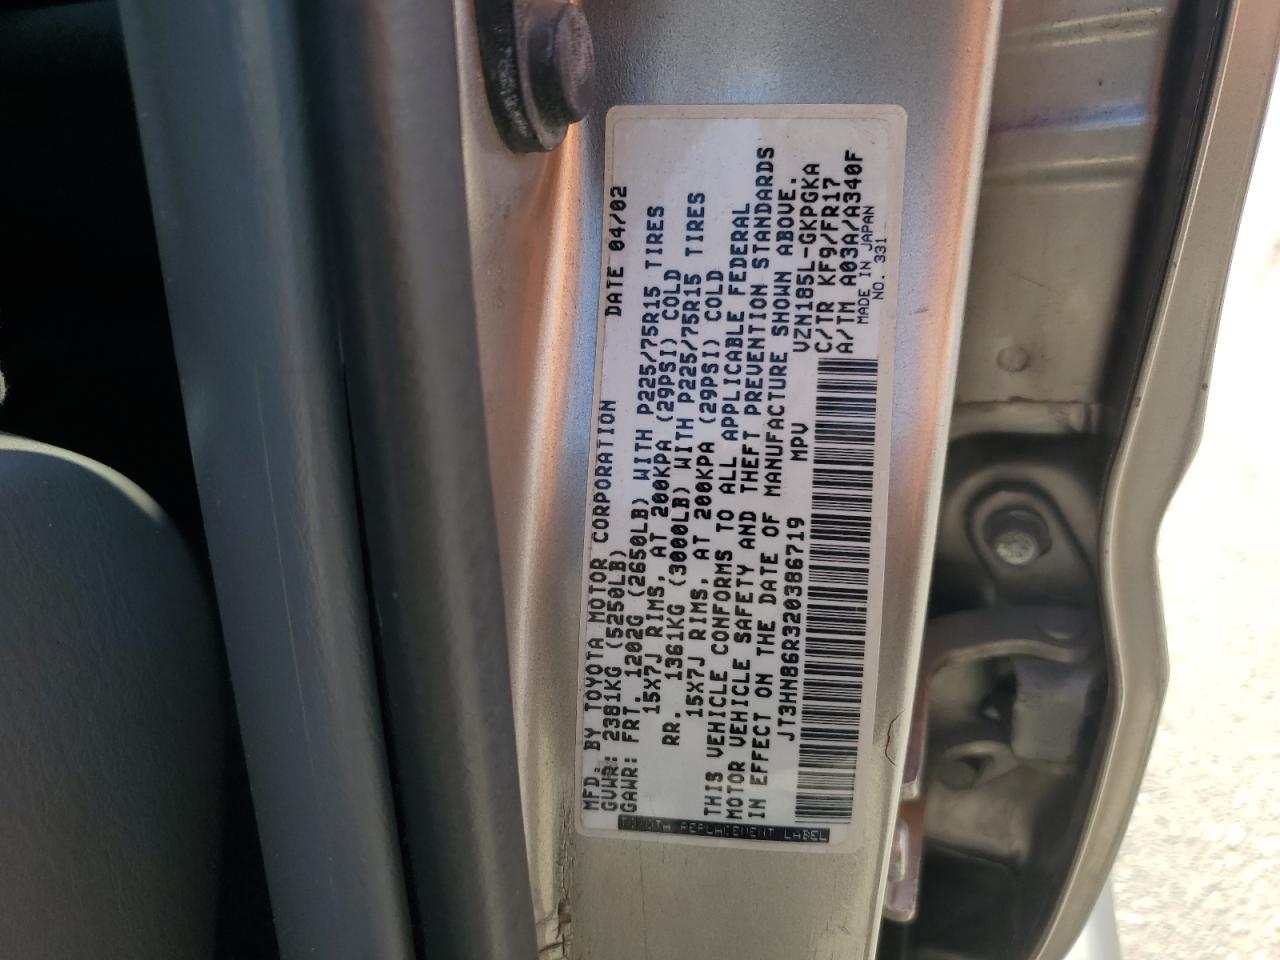 MFD. BY TOYOTA MOTOR CORPORATION DATE 04/02
GVWR: 2381KG (5250LB)
GAWR: FRT. 1202G (2650LB) WITH P225/75R15 TIRES
15X7J RIMS, AT 200KPA (29PSI) COLD
RR. 1361KG (3000LB) WITH P225/75R15 TIRES
15X7J RIMS, AT 200KPA (29PSI) COLD
THIS VEHICLE CONFORMS TO ALL APPLICABLE FEDERAL
MOTOR VEHICLE SAFETY AND THEFT PREVENTION STANDARDS
IN EFFECT ON THE DATE OF MANUFACTURE SHOWN ABOVE.
JT3HN86R320386719 MPV VZN185L-GKPGKA
C/TR KF9/FR17
A/TM A03A/A340F
MADE IN JAPAN
NO. 331
TOYOTA REPLACEMENT LABEL